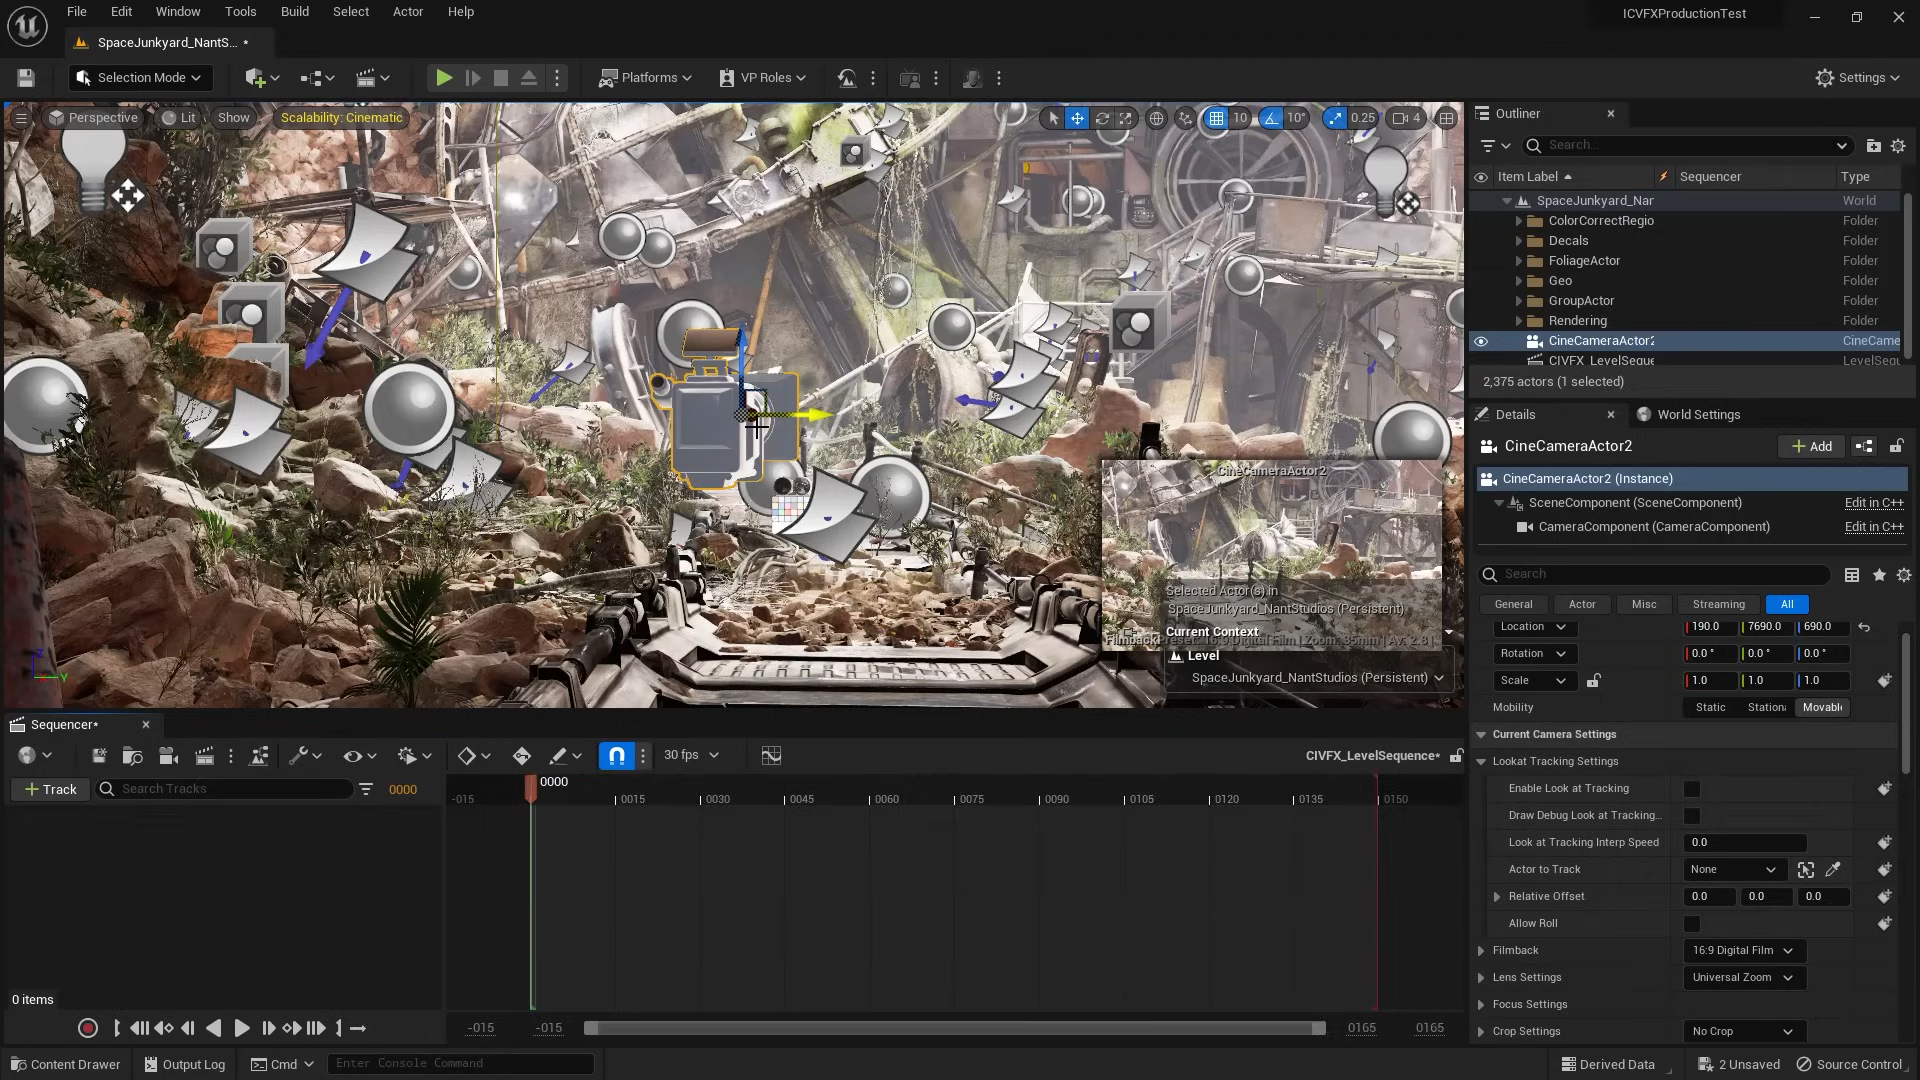 File Edit Window Tools Build Select Actor Help
ICVFXProductionTest
SpaceJunkyard_NantS... *
Selection Mode
Platforms
VP Roles
Settings
Perspective
Lit
Show
Scalability: Cinematic
10
10°
0.25
4
CineCameraActor2
Selected Actor(s) in
SpaceJunkyard_NantStudios (Persistent)
Current Context
Level
SpaceJunkyard_NantStudios (Persistent)
Z
Y
Outliner
Search...
Item Label
Sequencer
Type
SpaceJunkyard_Nar World
ColorCorrectRegio Folder
Decals Folder
FoliageActor Folder
Geo Folder
GroupActor Folder
Rendering Folder
CineCameraActor2 CineCame
CIVFX_LevelSeque LevelSequ
2,375 actors (1 selected)
Details
World Settings
CineCameraActor2
Add
CineCameraActor2 (Instance)
SceneComponent (SceneComponent) Edit in C++
CameraComponent (CameraComponent) Edit in C++
Search
General Actor Misc Streaming All
Location 190.0 7690.0 690.0
Rotation 0.0° 0.0° 0.0°
Scale 1.0 1.0 1.0
Mobility Static Stationa Movabl
Current Camera Settings
Lookat Tracking Settings
Enable Look at Tracking
Draw Debug Look at Tracking...
Look at Tracking Interp Speed 0.0
Actor to Track None
Relative Offset 0.0 0.0 0.0
Allow Roll
Filmback 16:9 Digital Film
Lens Settings Universal Zoom
Focus Settings
Crop Settings No Crop
Sequencer*
30 fps
CIVFX_LevelSequence*
Track
Search Tracks
0000
0000
-015 0015 0030 0045 0060 0075 0090 0105 0120 0135 0150
0 items
-015 -015 0165 0165
Content Drawer
Output Log
Cmd
Enter Console Command
Derived Data
2 Unsaved
Source Control